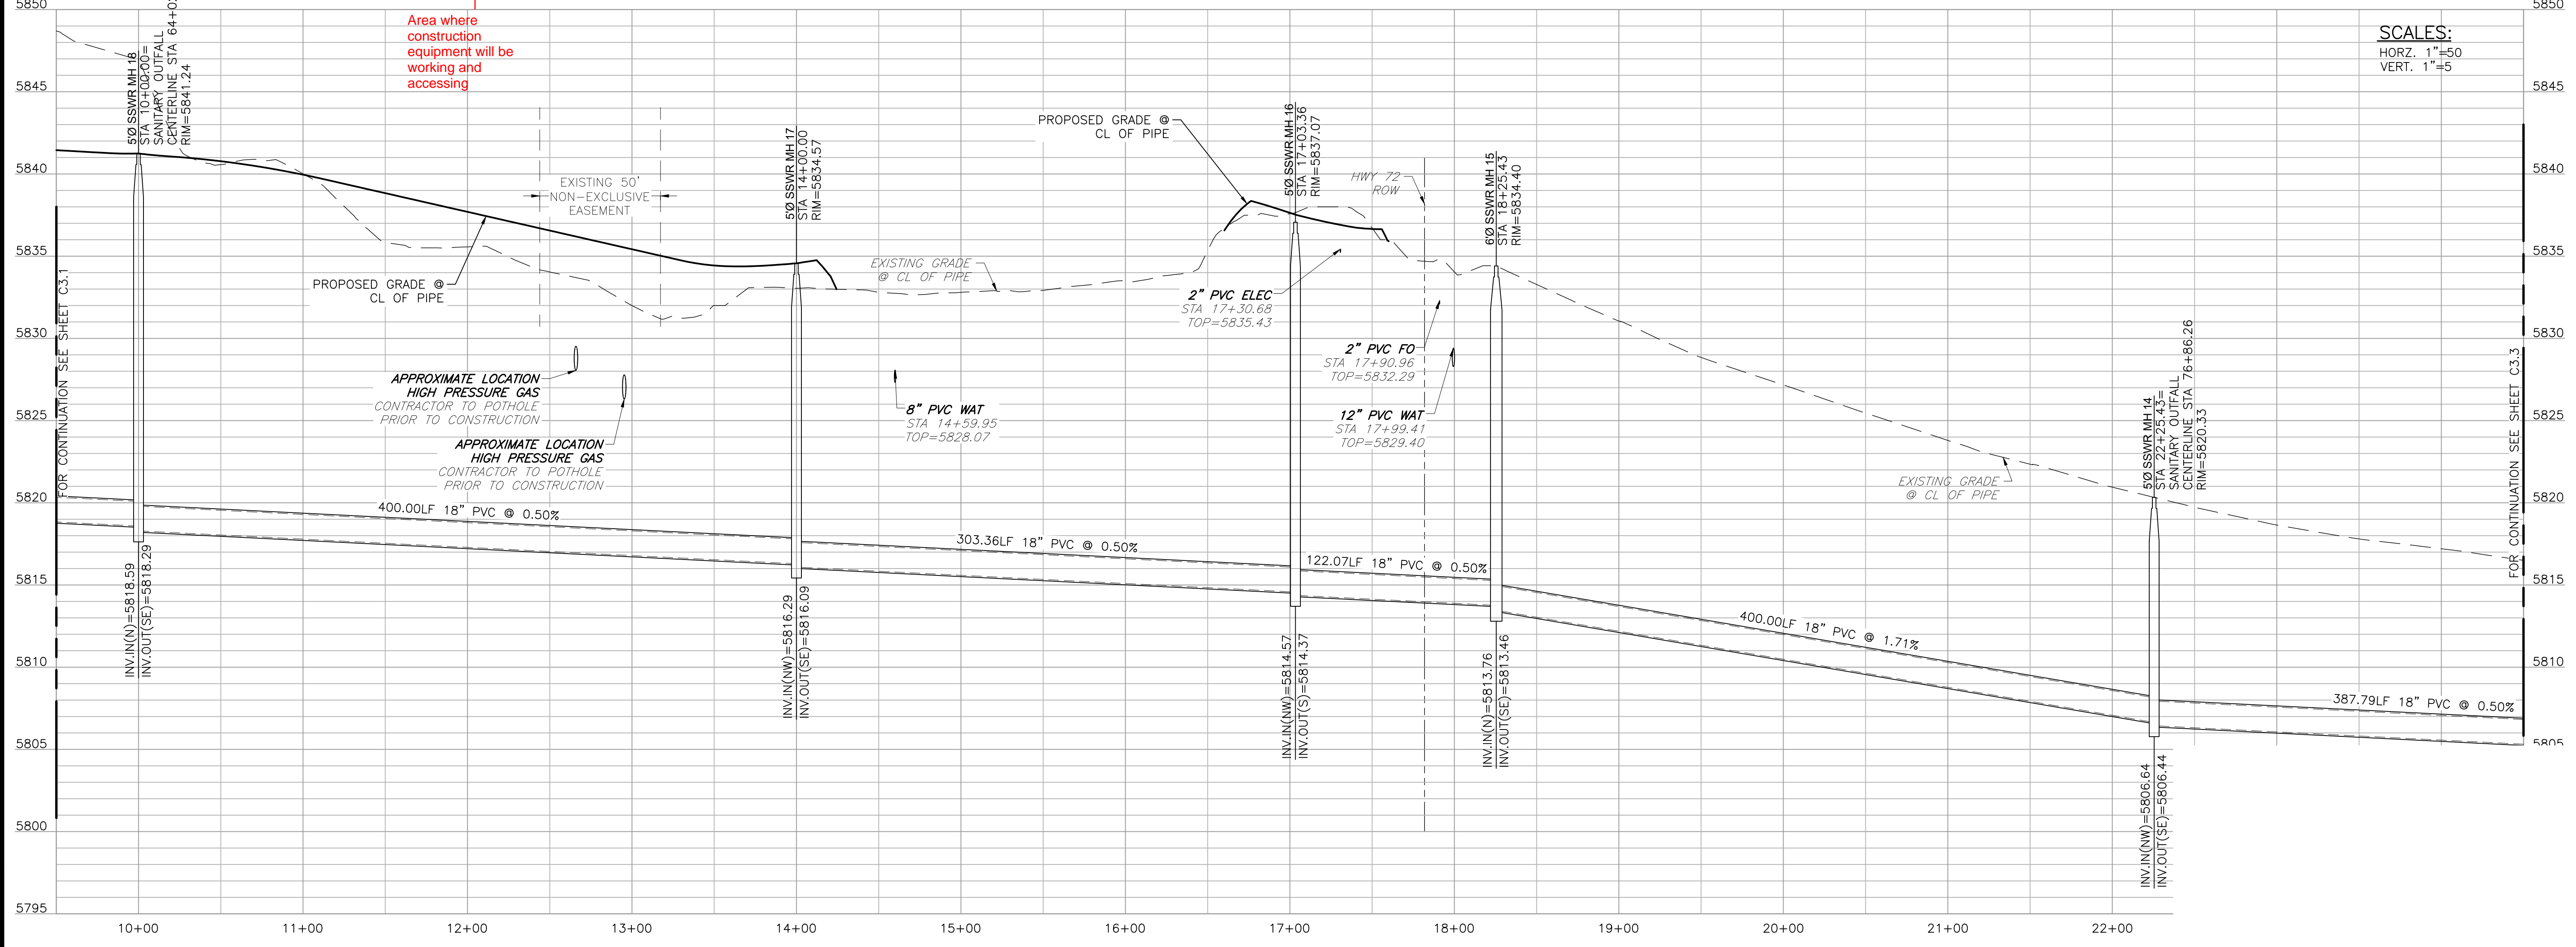 5850
5850
Area where
construction
equipment will be
working and
accessing
SCALES:
HORZ. 1"=50
VERT. 1"=5
5'Ø SSWR MH 18
STA 10+00.00=
SANITARY OUTFALL
CENTERLINE STA 64+
RIM=5841.24
5845
5845
PROPOSED GRADE @
CL OF PIPE
5'Ø SSWR MH 17
STA 14+00.00
RIM=5834.57
5'Ø SSWR MH 16
STA 17+03.36
RIM=5837.07
HWY 72
ROW
6'Ø SSWR MH 15
STA 18+25.43
RIM=5834.40
5840
5840
EXISTING 50'
NON-EXCLUSIVE
EASEMENT
5835
5835
EXISTING GRADE
@ CL OF PIPE
PROPOSED GRADE @
CL OF PIPE
2" PVC ELEC
STA 17+30.68
TOP=5835.43
5830
5830
2" PVC FO
STA 17+90.96
TOP=5832.29
APPROXIMATE LOCATION
HIGH PRESSURE GAS
CONTRACTOR TO POTHOLE
PRIOR TO CONSTRUCTION
8" PVC WAT
STA 14+59.95
TOP=5828.07
12" PVC WAT
STA 17+99.41
TOP=5829.40
5825
5825
APPROXIMATE LOCATION
HIGH PRESSURE GAS
CONTRACTOR TO POTHOLE
PRIOR TO CONSTRUCTION
FOR CONTINUATION SEE SHEET C3.1
5'Ø SSWR MH 14
STA 22+25.43=
SANITARY OUTFALL
CENTERLINE STA 76+86.26
RIM=5820.33
FOR CONTINUATION SEE SHEET C3.3
EXISTING GRADE
@ CL OF PIPE
5820
5820
400.00LF 18" PVC @ 0.50%
303.36LF 18" PVC @ 0.50%
122.07LF 18" PVC @ 0.50%
5815
5815
400.00LF 18" PVC @ 1.71%
INV.IN(N)=5818.59
INV.OUT(SE)=5818.29
INV.IN(NW)=5816.29
INV.OUT(SE)=5816.09
INV.IN(NW)=5814.57
INV.OUT(S)=5814.37
INV.IN(N)=5813.76
INV.OUT(SE)=5813.46
5810
5810
387.79LF 18" PVC @ 0.50%
5805
5805
INV.IN(NW)=5806.64
INV.OUT(SE)=5806.44
5800
5795
10+00
11+00
12+00
13+00
14+00
15+00
16+00
17+00
18+00
19+00
20+00
21+00
22+00